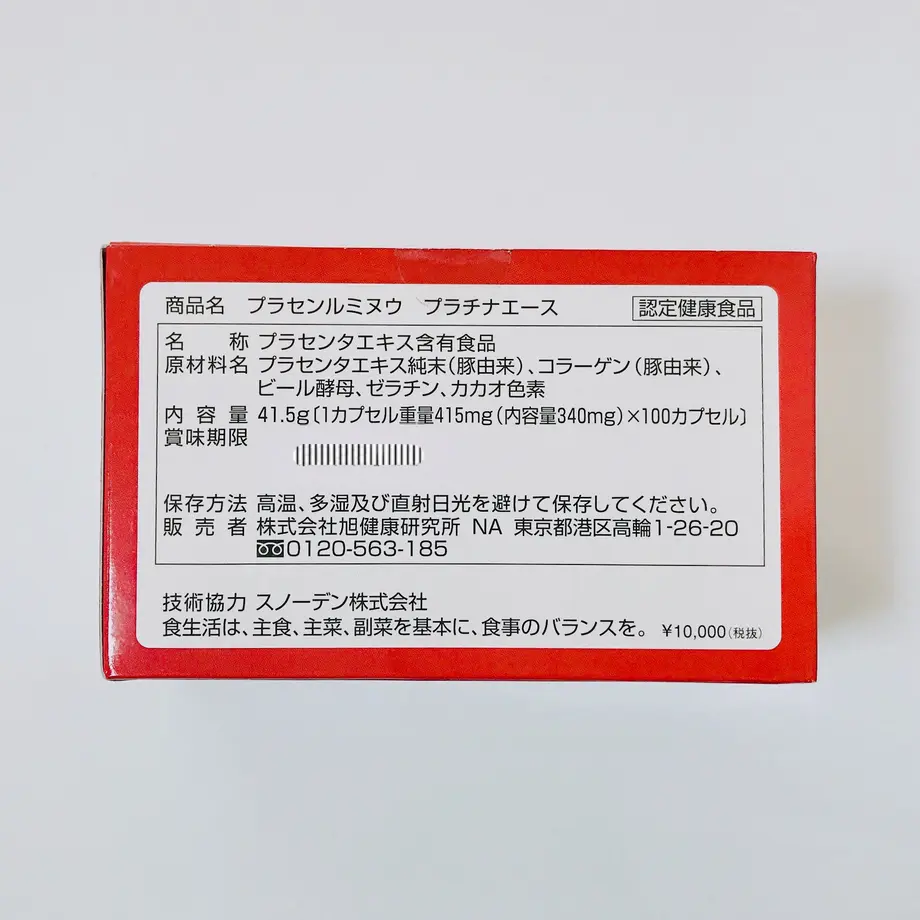 商品名 プラセンルミヌウ プラチナエース 認定健康食品
名称 プラセンタエキス含有食品
原材料名 プラセンタエキス純末(豚由来)、コラーゲン(豚由来)、
ビール酵母、ゼラチン、カカオ色素
内容量 41.5g〔1カプセル重量415mg(内容量340mg)×100カプセル〕
賞味期限
保存方法 高温、多湿及び直射日光を避けて保存してください。
販売者 株式会社旭健康研究所 NA 東京都港区高輪1-26-20
0120-563-185
技術協力 スノーデン株式会社
食生活は、主食、主菜、副菜を基本に、食事のバランスを。 ¥10,000(税抜)